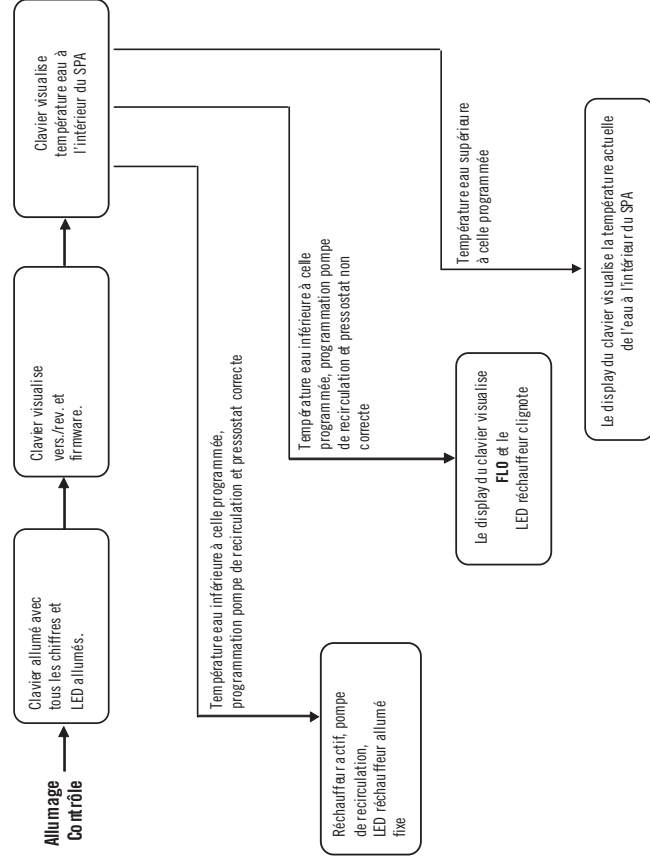 Allumage
Contrôle
Clavier allumé avec
tous les chiffres et
LED allumés.
Clavier visualise
vers./rev. et
firmware.
Clavier visualise
température eau à
l'intérieur du SPA
Température eau inférieure à celle programmée,
programmation pompe de recirculation et pressostat correcte
Température eau inférieure à celle
programmée, programmation pompe
de recirculation et pressostat non
correcte
Température eau supérieure
à celle programmée
Réchauffeur actif, pompe
de recirculation,
LED réchauffeur allumé
fixe
Le display du clavier visualise
FLO et le
LED réchauffeur clignote
Le display du clavier visualise la température actuelle
de l'eau à l'intérieur du SPA